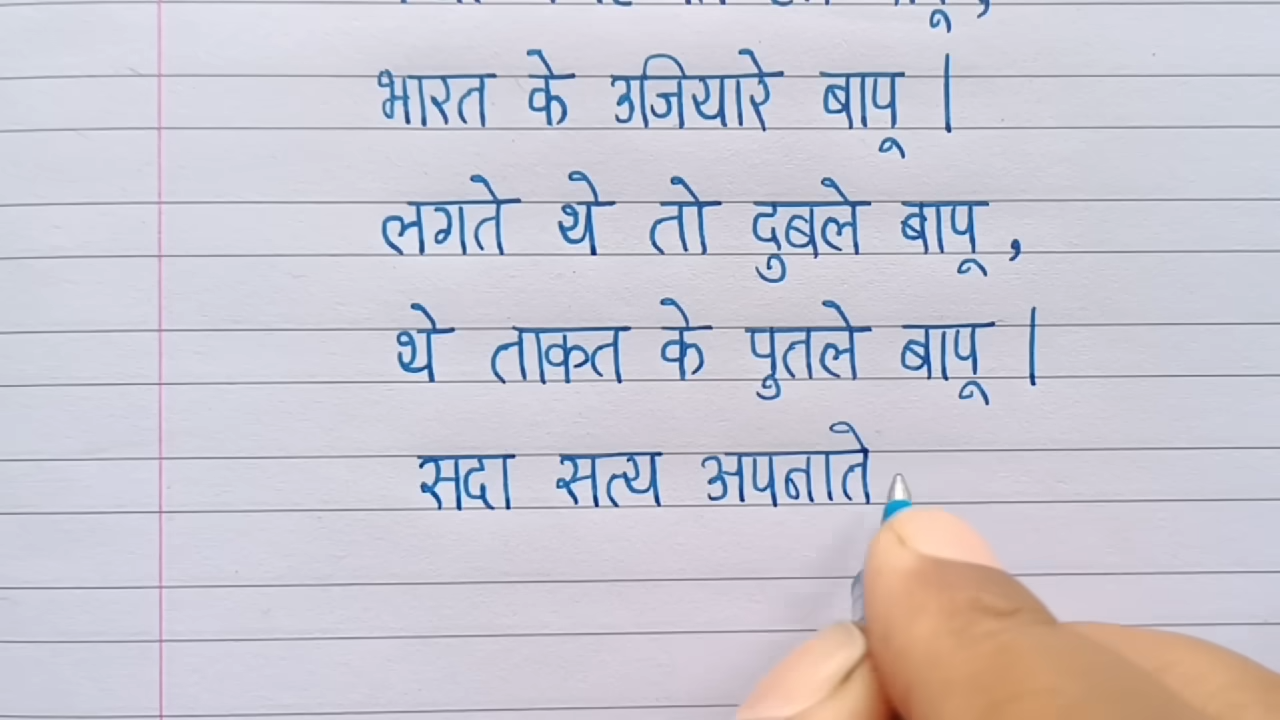 बापू,
भारत के उजियारे बापू |
लगते थे तो दुबले बापू,
थे ताकत के पुतले बापू |
सदा सत्य अपनाते